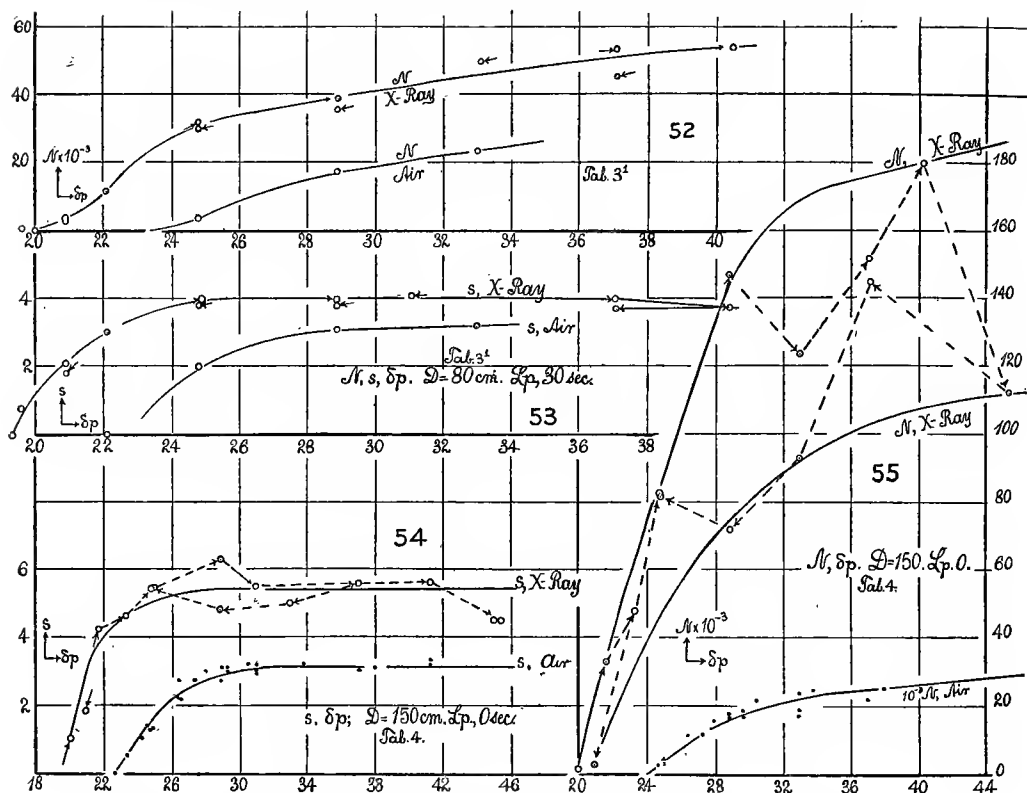 60
40
20
0
N×10⁻³
δp
N
X-Ray
N
Air
52
Tab.3¹
20 22 24 26 28 30 32 34 36 38 40
4
2
0
s
δp
s, X-Ray
s, Air
Tab.3¹
N, s, δp. D=80 cm. Lp, 30 sec.
53
20 22 24 26 28 30 32 34 36 38
6
4
2
s
δp
54
s, X-Ray
s, Air
s, δp; D=150 cm. Lp, 0 sec.
Tab.4.
18 22 26 30 34 38 42 46
N, X-Ray
180
160
140
120
100
80
60
40
20
0
N, X-Ray
55
N, δp. D=150. Lp. 0.
Tab.4.
N×10⁻³
δp
N, Air
20 24 28 32 36 40 44